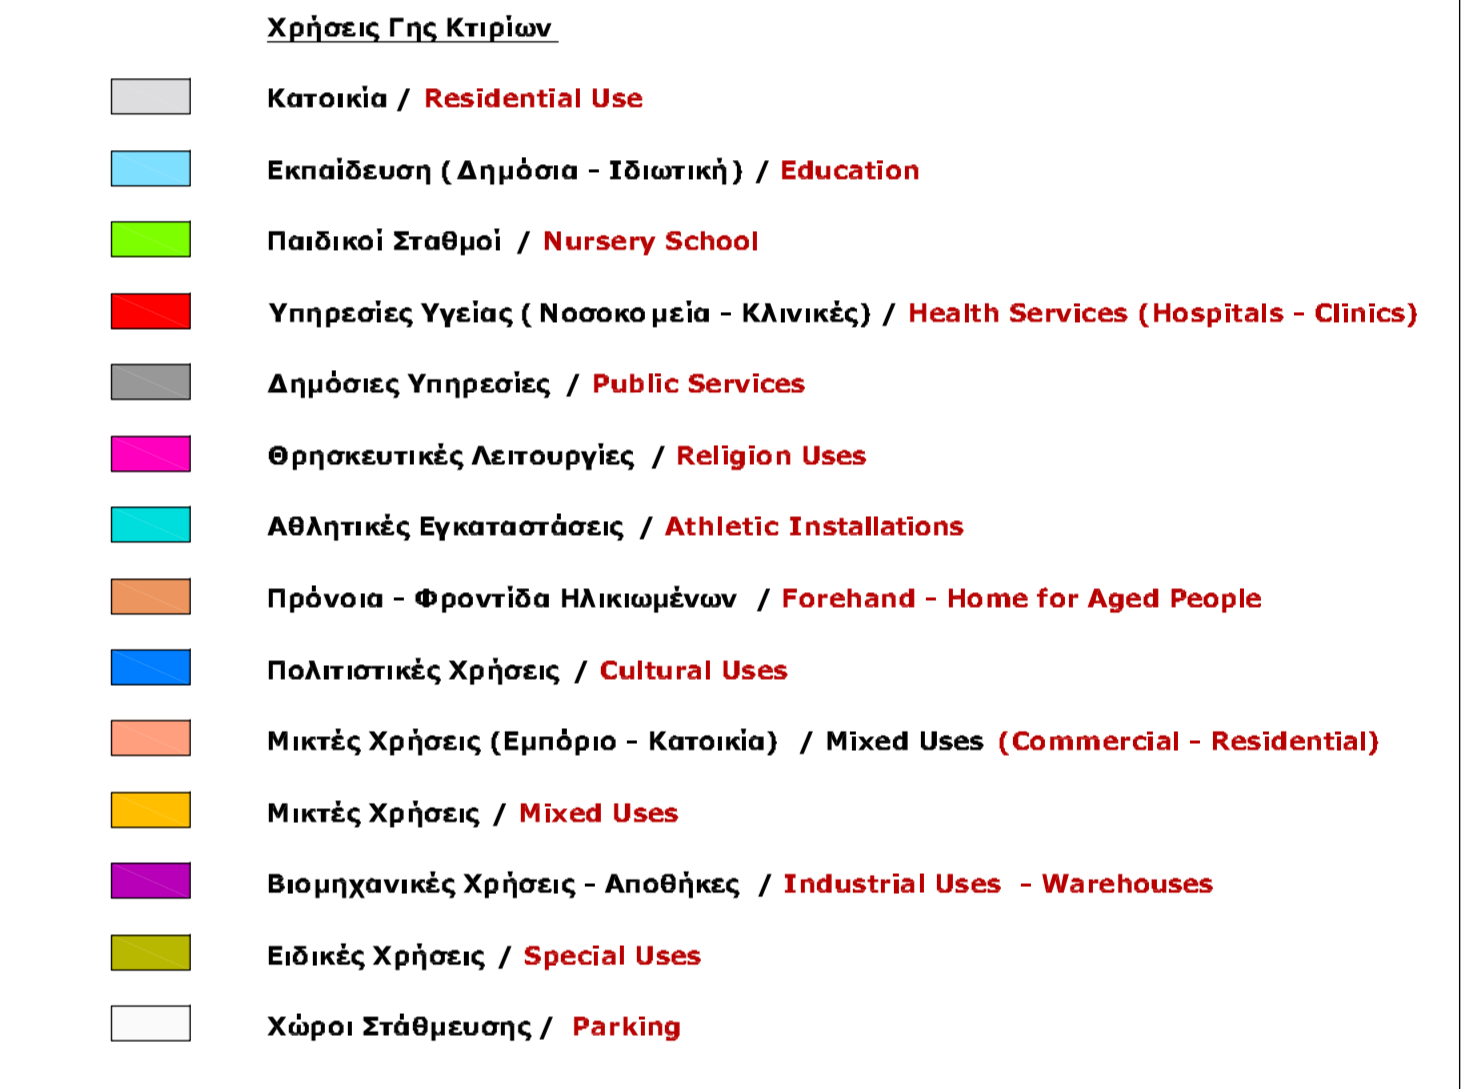 Χρήσεις Γης Κτιρίων
Κατοικία / Residential Use
Εκπαίδευση (Δημόσια - Ιδιωτική) / Education
Παιδικοί Σταθμοί / Nursery School
Υπηρεσίες Υγείας (Νοσοκομεία - Κλινικές) / Health Services (Hospitals - Clinics)
Δημόσιες Υπηρεσίες / Public Services
Θρησκευτικές Λειτουργίες / Religion Uses
Αθλητικές Εγκαταστάσεις / Athletic Installations
Πρόνοια - Φροντίδα Ηλικιωμένων / Forehand - Home for Aged People
Πολιτιστικές Χρήσεις / Cultural Uses
Μικτές Χρήσεις (Εμπόριο - Κατοικία) / Mixed Uses (Commercial - Residential)
Μικτές Χρήσεις / Mixed Uses
Βιομηχανικές Χρήσεις - Αποθήκες / Industrial Uses - Warehouses
Ειδικές Χρήσεις / Special Uses
Χώροι Στάθμευσης / Parking